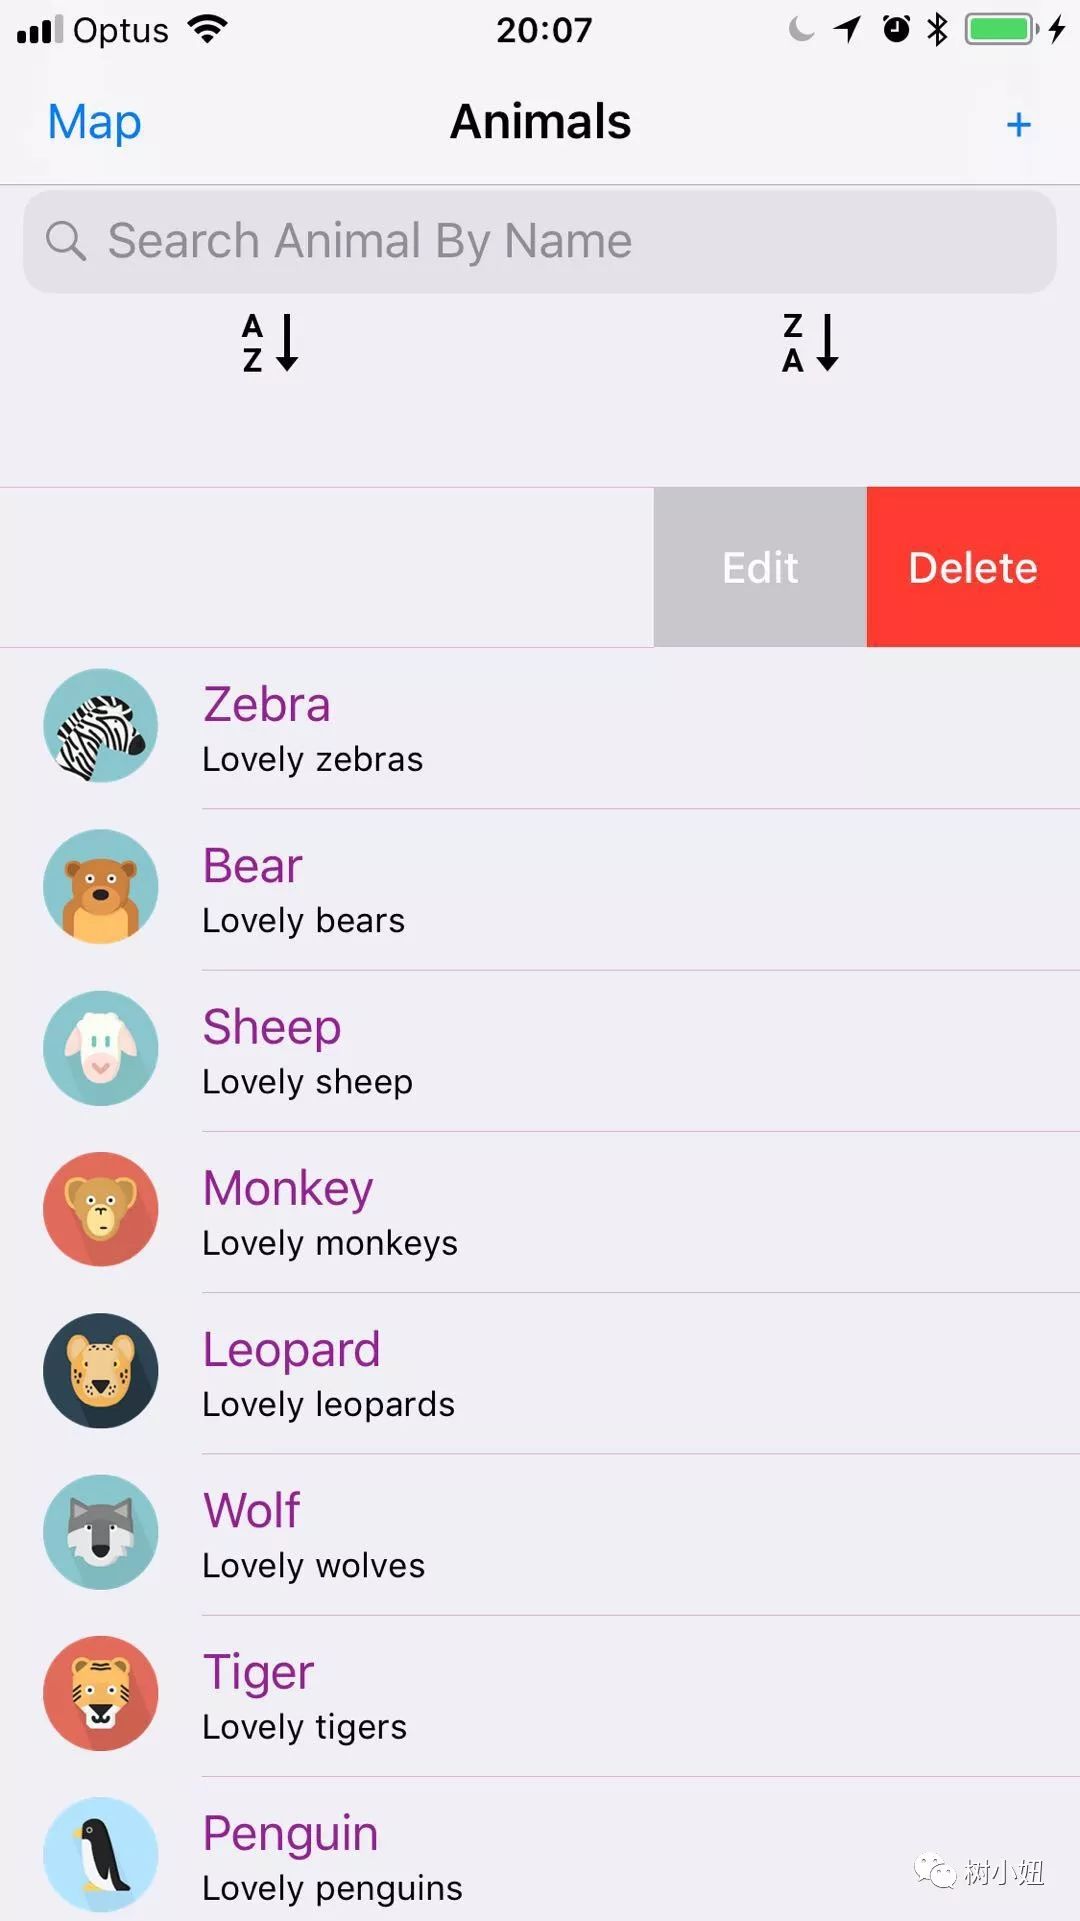 Optus 20:07
Map Animals +
Search Animal By Name
A Z
Z A
Edit Delete
Zebra
Lovely zebras
Bear
Lovely bears
Sheep
Lovely sheep
Monkey
Lovely monkeys
Leopard
Lovely leopards
Wolf
Lovely wolves
Tiger
Lovely tigers
Penguin
Lovely penguins
树小妞